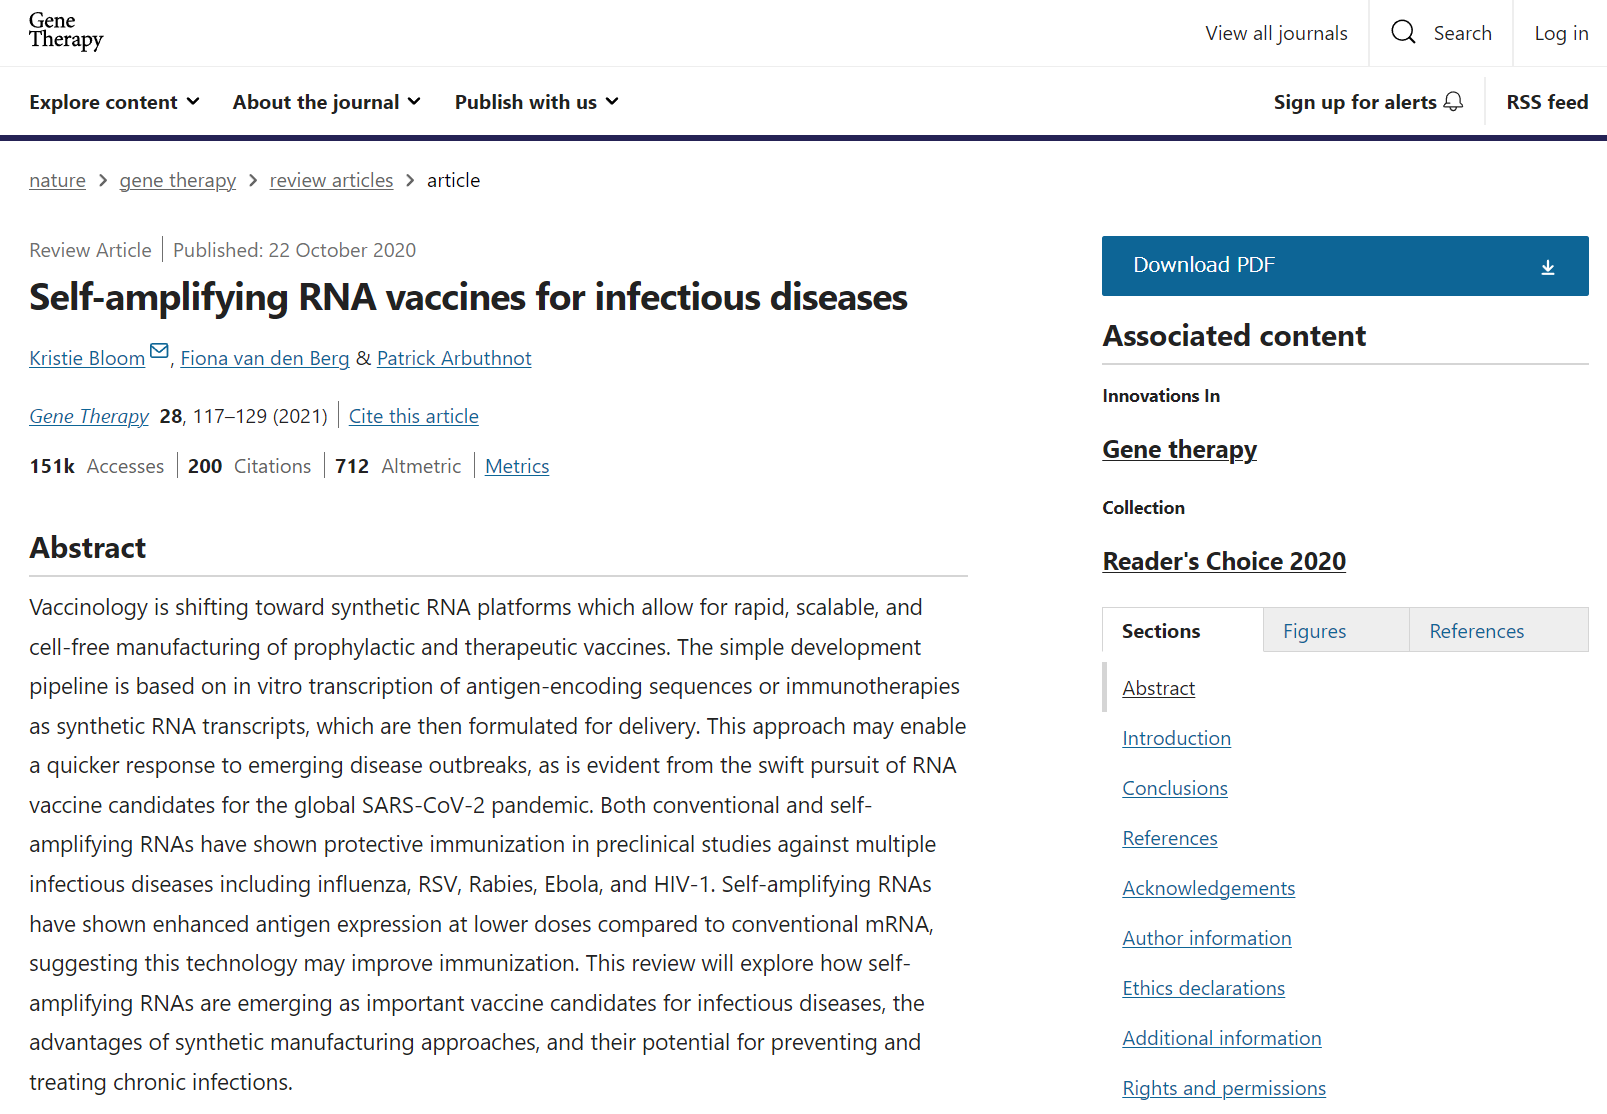 Gene
Therapy
View all journals
Search
Log in
Explore content
About the journal
Publish with us
Sign up for alerts
RSS feed
nature > gene therapy > review articles > article
Review Article | Published: 22 October 2020
Self-amplifying RNA vaccines for infectious diseases
Kristie Bloom, Fiona van den Berg & Patrick Arbuthnot
Gene Therapy 28, 117–129 (2021) | Cite this article
151k Accesses | 200 Citations | 712 Altmetric | Metrics
Abstract
Vaccinology is shifting toward synthetic RNA platforms which allow for rapid, scalable, and
cell-free manufacturing of prophylactic and therapeutic vaccines. The simple development
pipeline is based on in vitro transcription of antigen-encoding sequences or immunotherapies
as synthetic RNA transcripts, which are then formulated for delivery. This approach may enable
a quicker response to emerging disease outbreaks, as is evident from the swift pursuit of RNA
vaccine candidates for the global SARS-CoV-2 pandemic. Both conventional and self-
amplifying RNAs have shown protective immunization in preclinical studies against multiple
infectious diseases including influenza, RSV, Rabies, Ebola, and HIV-1. Self-amplifying RNAs
have shown enhanced antigen expression at lower doses compared to conventional mRNA,
suggesting this technology may improve immunization. This review will explore how self-
amplifying RNAs are emerging as important vaccine candidates for infectious diseases, the
advantages of synthetic manufacturing approaches, and their potential for preventing and
treating chronic infections.
Download PDF
Associated content
Innovations In
Gene therapy
Collection
Reader's Choice 2020
Sections
Figures
References
Abstract
Introduction
Conclusions
References
Acknowledgements
Author information
Ethics declarations
Additional information
Rights and permissions